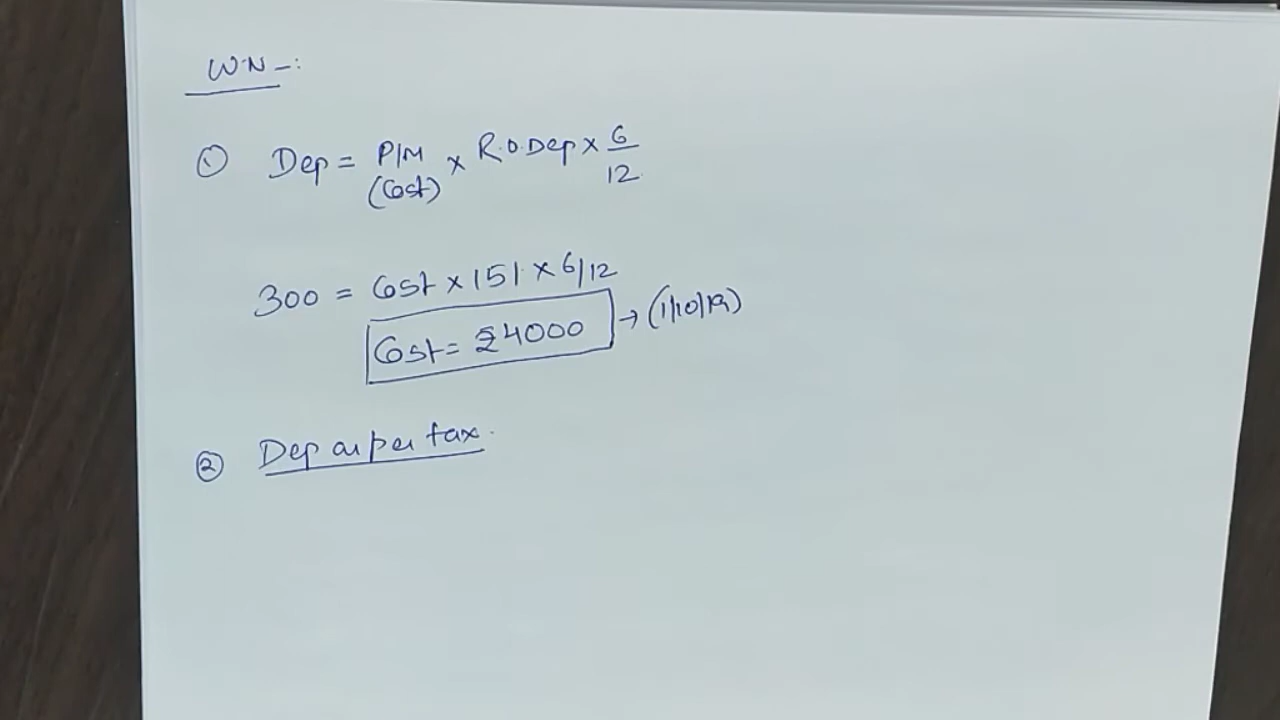 W.N -:
① Dep = P/M (Cost) × R.O.Dep × 6/12
300 = Cost × 15% × 6/12
Cost = ₹4000 → (1/10/19)
② Dep as per tax.